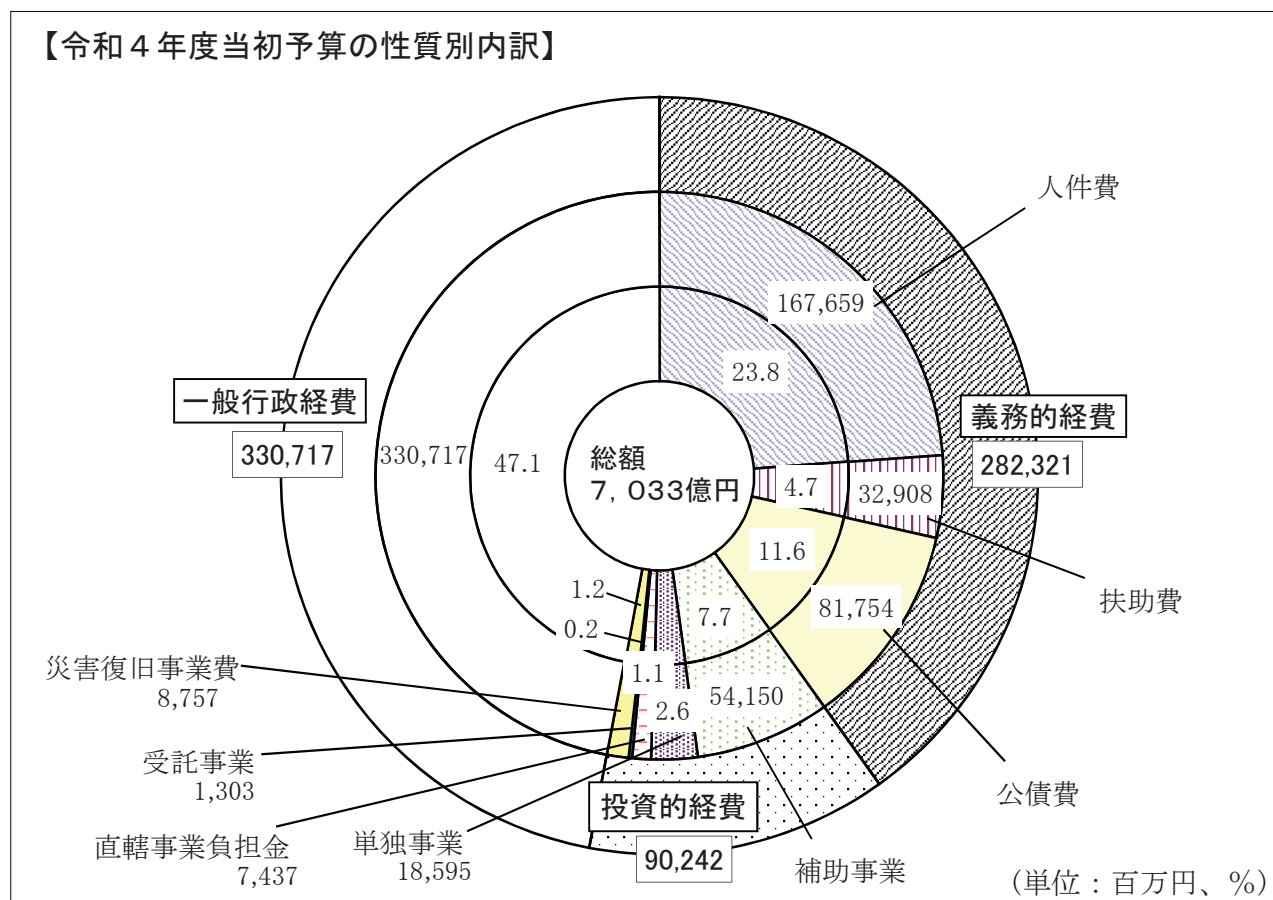 【令和４年度当初予算の性質別内訳】
人件費
167,659
23.8
一般行政経費
330,717
義務的経費
282,321
330,717
47.1
総額
７，０３３億円
4.7
32,908
11.6
扶助費
81,754
1.2
7.7
0.2
災害復旧事業費
8,757
1.1
54,150
2.6
受託事業
1,303
投資的経費
90,242
公債費
直轄事業負担金
7,437
単独事業
18,595
補助事業
（単位：百万円、％）